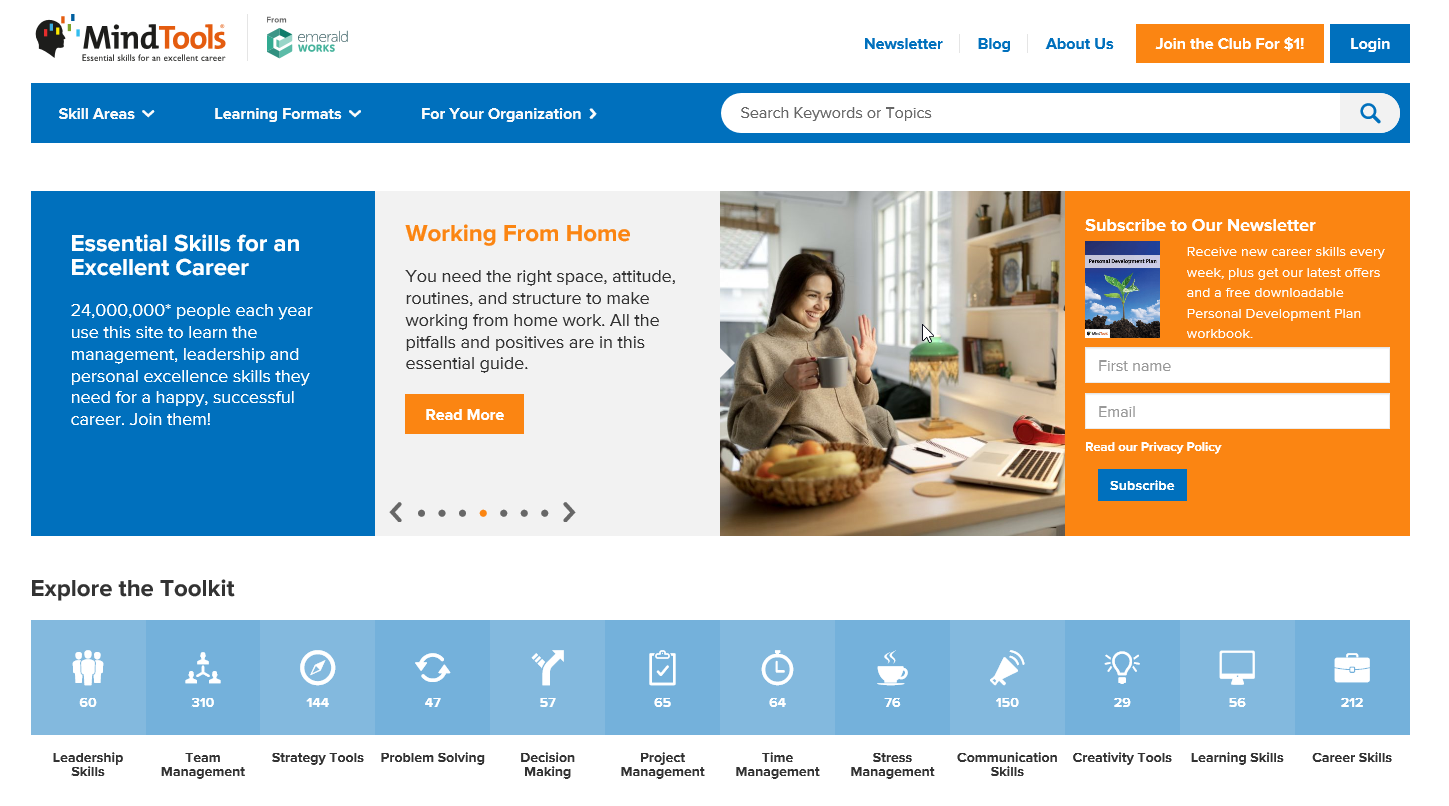 MindTools
Essential skills for an excellent career
From
emerald
WORKS
Newsletter
Blog
About Us
Join the Club For $1!
Login
Skill Areas
Learning Formats
For Your Organization
Search Keywords or Topics
Essential Skills for an
Excellent Career
24,000,000* people each year
use this site to learn the
management, leadership and
personal excellence skills they
need for a happy, successful
career. Join them!
Working From Home
You need the right space, attitude,
routines, and structure to make
working from home work. All the
pitfalls and positives are in this
essential guide.
Read More
Subscribe to Our Newsletter
Personal Development Plan
MindTools
Receive new career skills every
week, plus get our latest offers
and a free downloadable
Personal Development Plan
workbook.
First name
Email
Read our Privacy Policy
Subscribe
Explore the Toolkit
60
310
144
47
57
65
64
76
150
29
56
212
Leadership
Skills
Team
Management
Strategy Tools
Problem Solving
Decision
Making
Project
Management
Time
Management
Stress
Management
Communication
Skills
Creativity Tools
Learning Skills
Career Skills